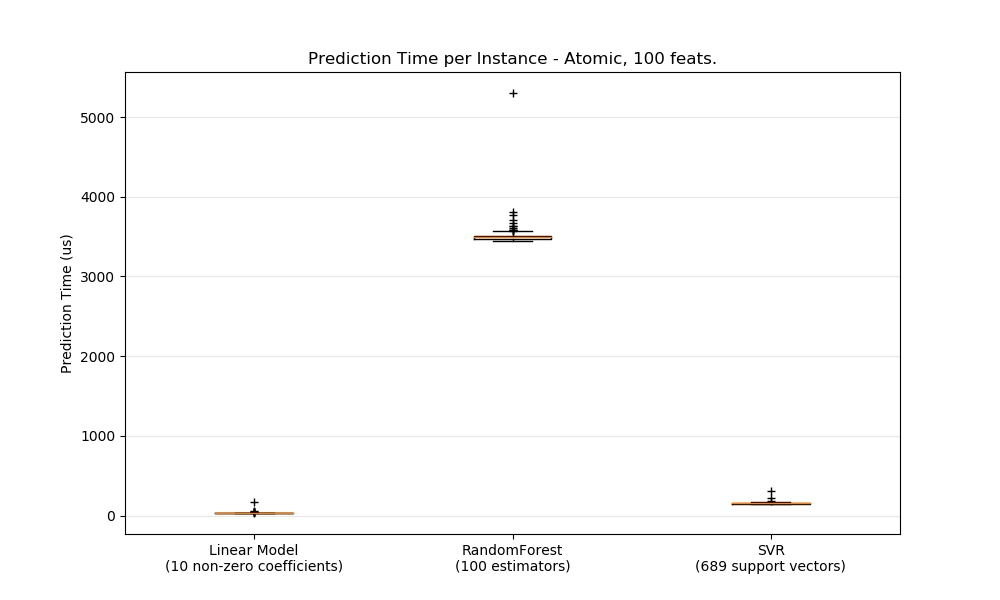 Prediction Time per Instance - Atomic, 100 feats.
Prediction Time (us)
5000
4000
3000
2000
1000
0
Linear Model
(10 non-zero coefficients)
RandomForest
(100 estimators)
SVR
(689 support vectors)